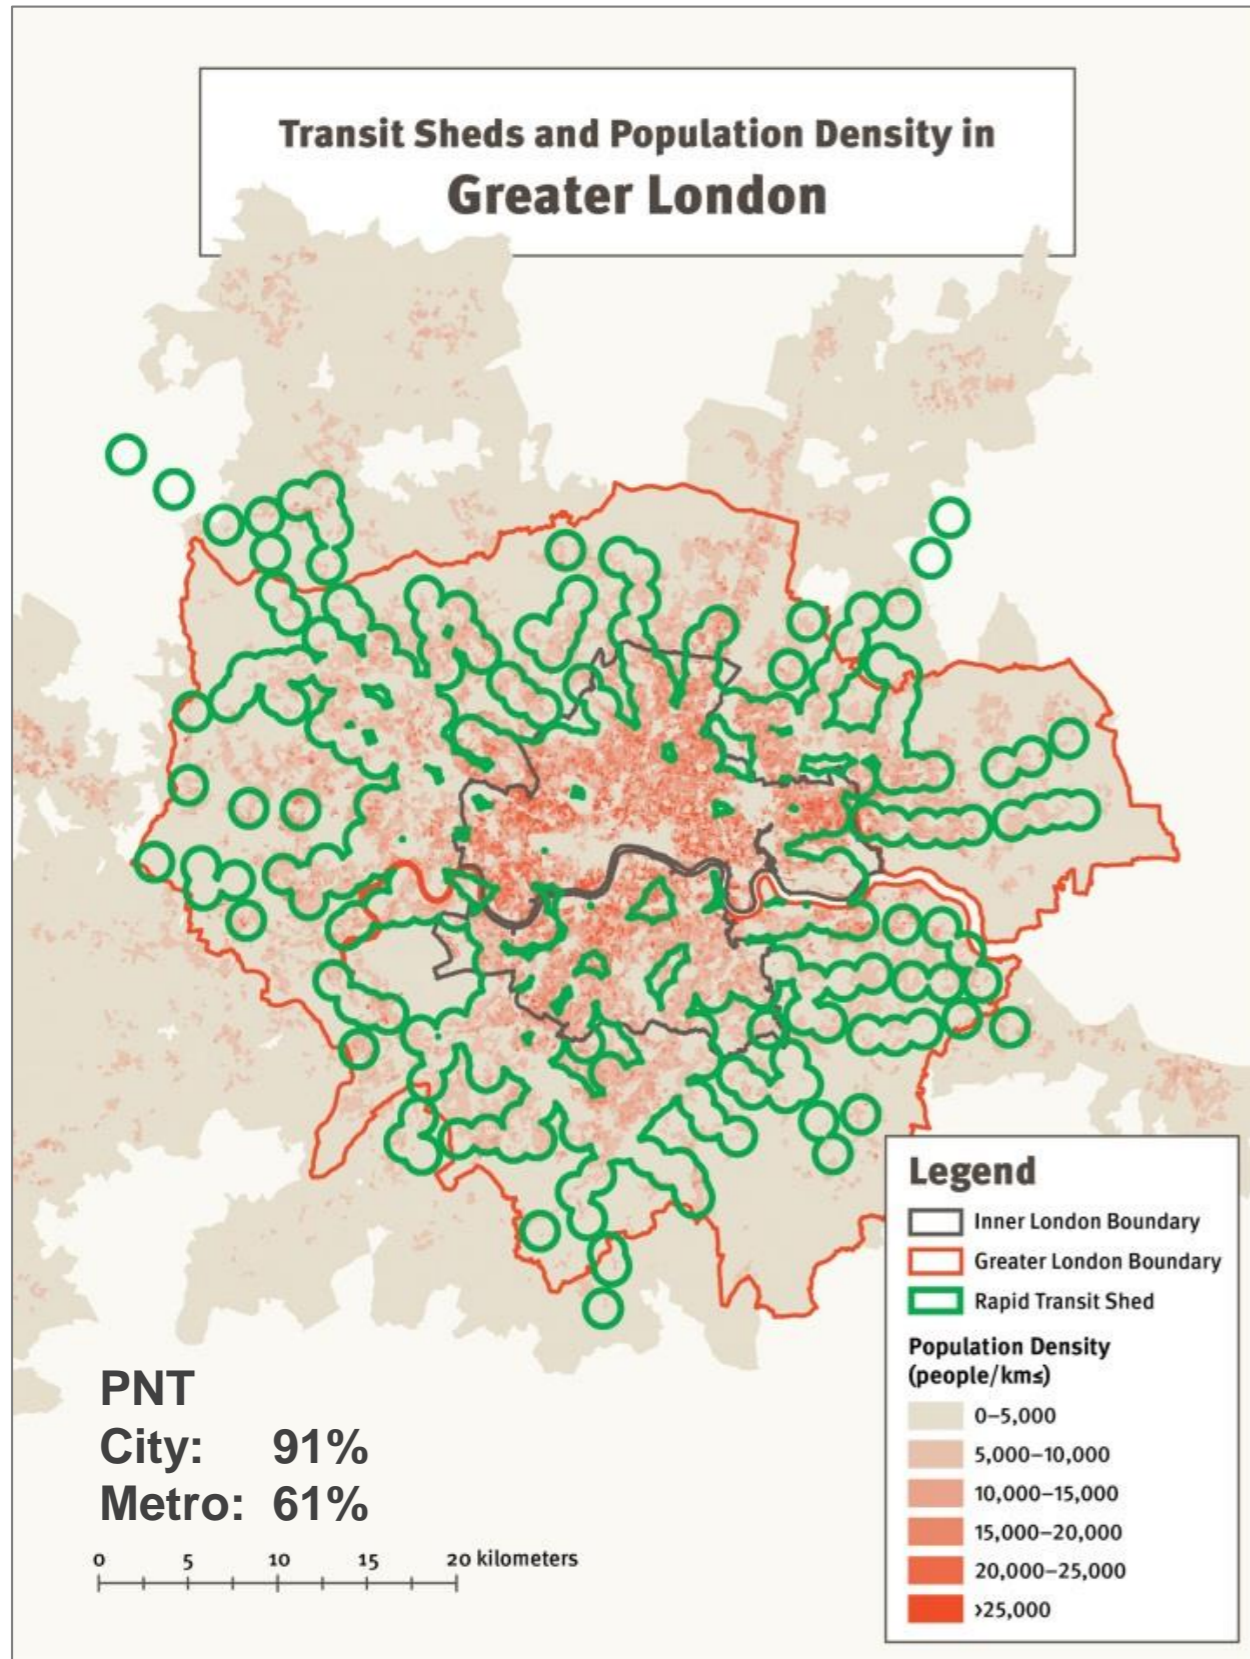 Transit Sheds and Population Density in
Greater London
Legend
Inner London Boundary
Greater London Boundary
Rapid Transit Shed
Population Density
(people/km≤)
0–5,000
5,000–10,000
10,000–15,000
15,000–20,000
20,000–25,000
>25,000
PNT
City: 91%
Metro: 61%
0 5 10 15 20 kilometers